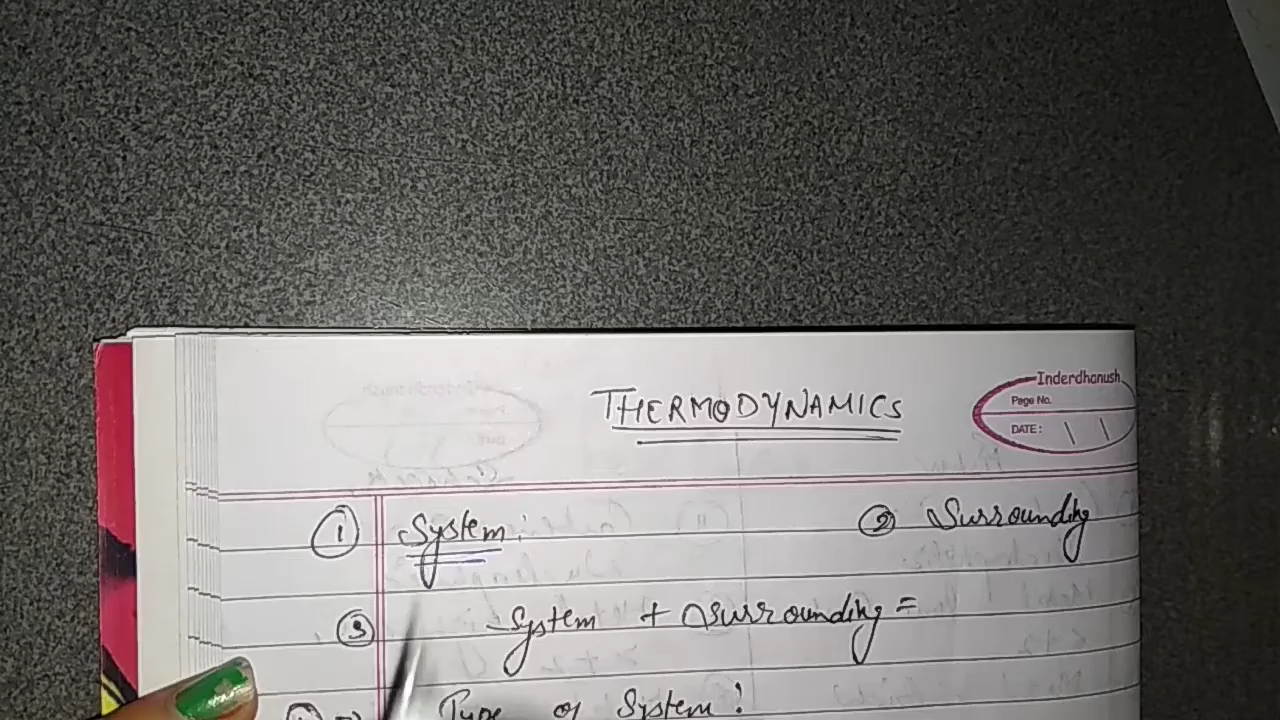 Inderdhanush
Page No.
THERMODYNAMICS
DATE:
① System: ② Surrounding
③ System + Surrounding =
Type of System: